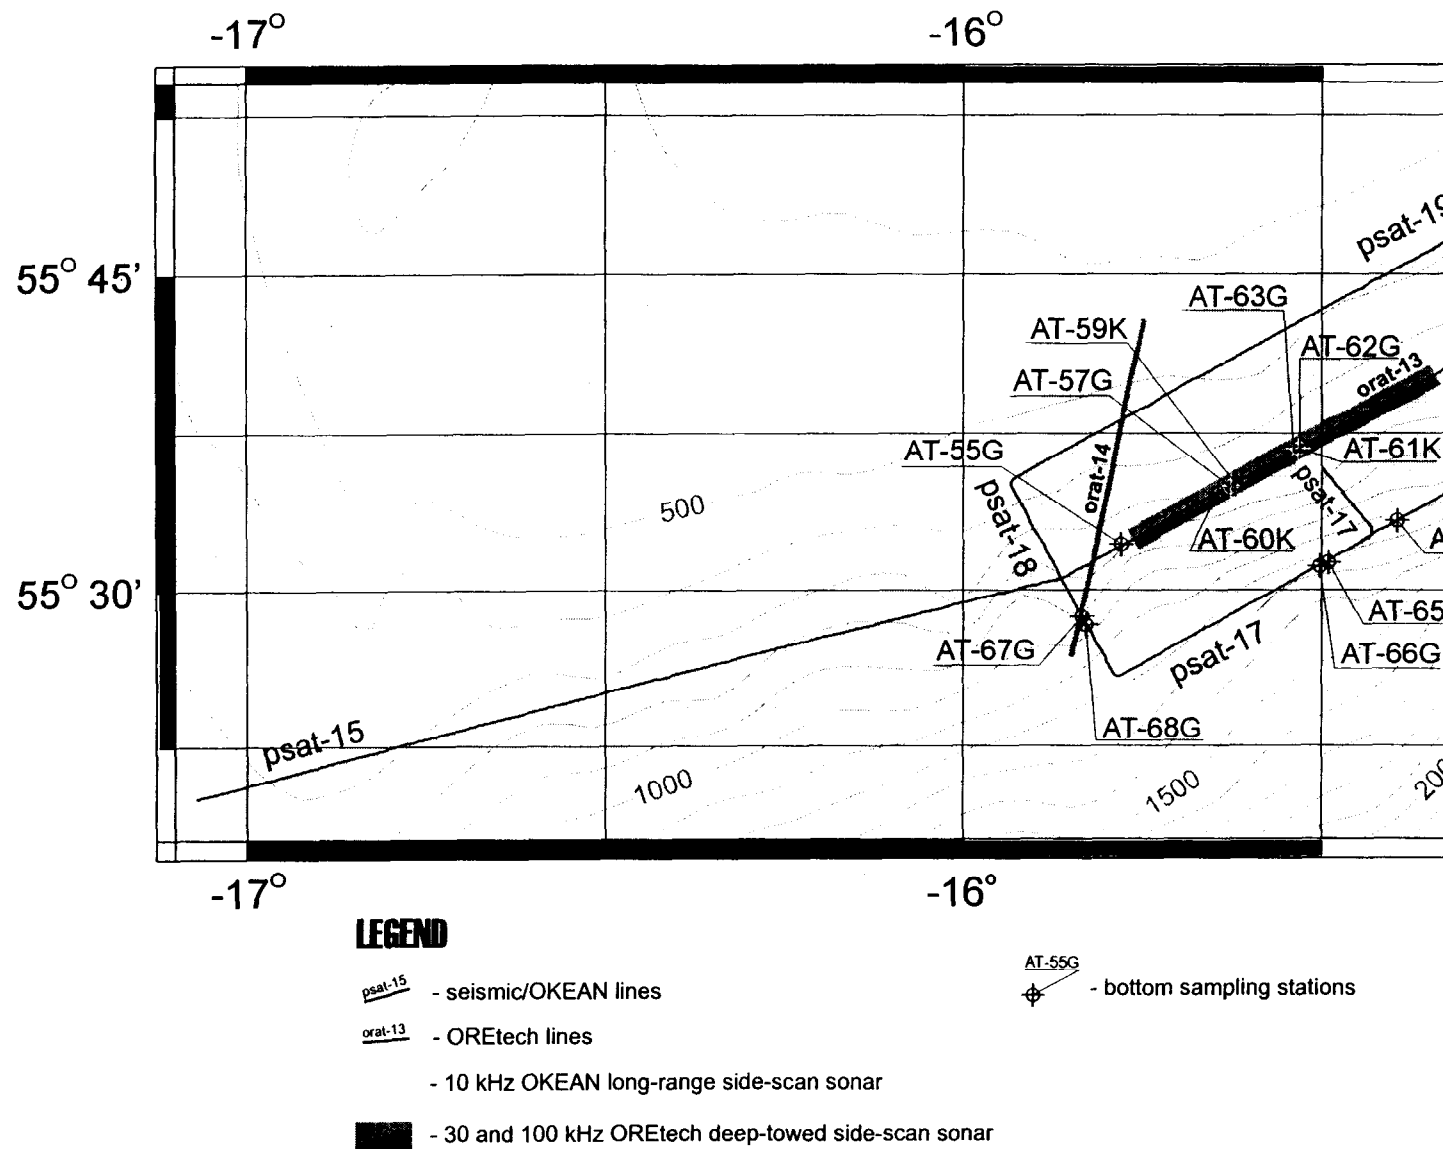 -17° -16°
psat-19
55° 45'
AT-63G
AT-59K
AT-62G
AT-57G
orat-13
AT-55G
AT-61K
orat-14
psat-18
psat-17
500
AT-60K
55° 30'
AT-65
AT-67G
psat-17
AT-66G
AT-68G
psat-15
1000
1500
-17° -16°
LEGEND
psat-15 - seismic/OKEAN lines
AT-55G - bottom sampling stations
orat-13 - OREtech lines
- 10 kHz OKEAN long-range side-scan sonar
- 30 and 100 kHz OREtech deep-towed side-scan sonar